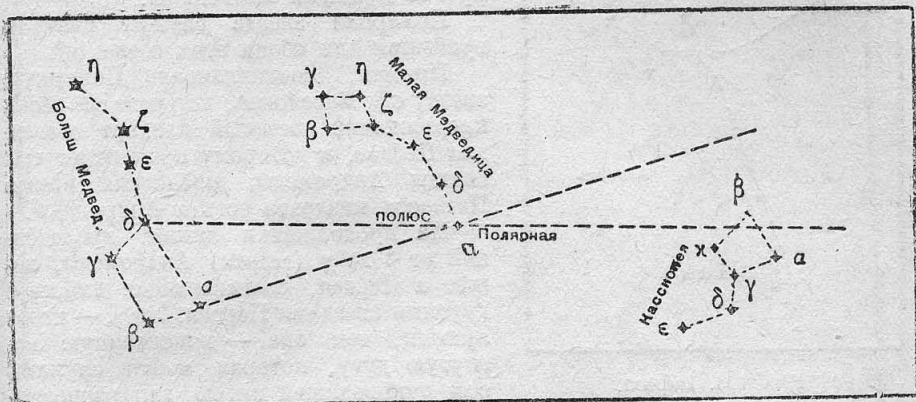 η
ζ
ε
δ
γ
β
α
Больш Медвед.
γ
η
β
ζ
ε
δ
Малая Медведица
полюс
Полярная
α
β
κ
α
γ
δ
ε
Кассиопея